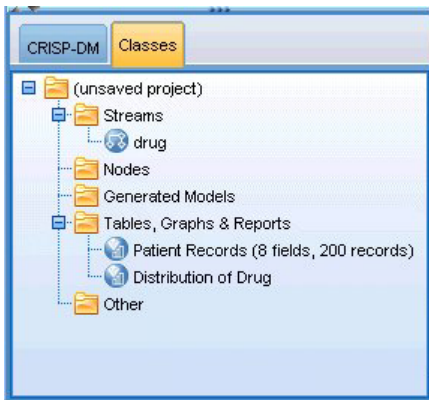 CRISP-DM Classes
(unsaved project)
Streams
drug
Nodes
Generated Models
Tables, Graphs & Reports
Patient Records (8 fields, 200 records)
Distribution of Drug
Other